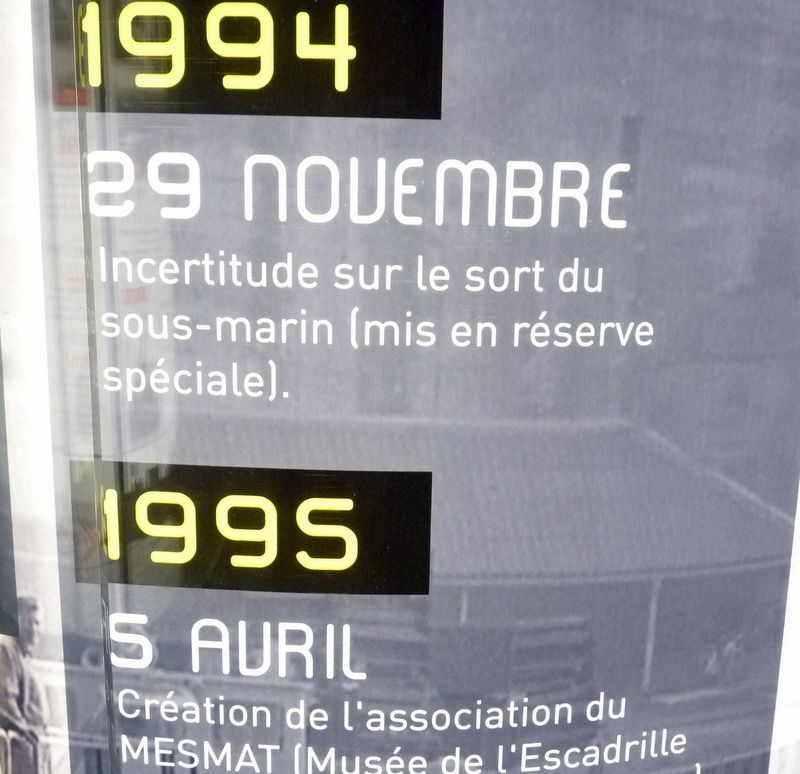 1994
29 NOVEMBRE
Incertitude sur le sort du
sous-marin (mis en réserve
spéciale).
1995
5 AVRIL
Création de l'association du
MESMAT (Musée de l'Escadrille